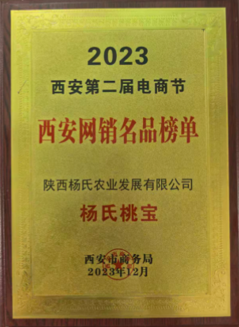 2023
西安第二届电商节
西安网销名品榜单
陕西杨氏农业发展有限公司
杨氏桃宝
西安市商务局
2023年12月